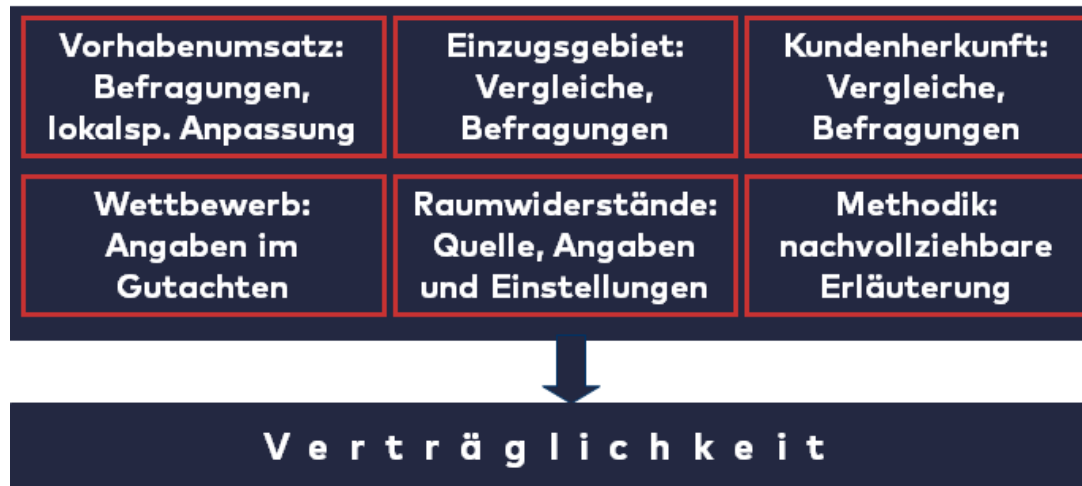 Vorhabenumsatz:
Befragungen,
lokalsp. Anpassung
Einzugsgebiet:
Vergleiche,
Befragungen
Kundenherkunft:
Vergleiche,
Befragungen
Wettbewerb:
Angaben im
Gutachten
Raumwiderstände:
Quelle, Angaben
und Einstellungen
Methodik:
nachvollziehbare
Erläuterung
Verträglichkeit